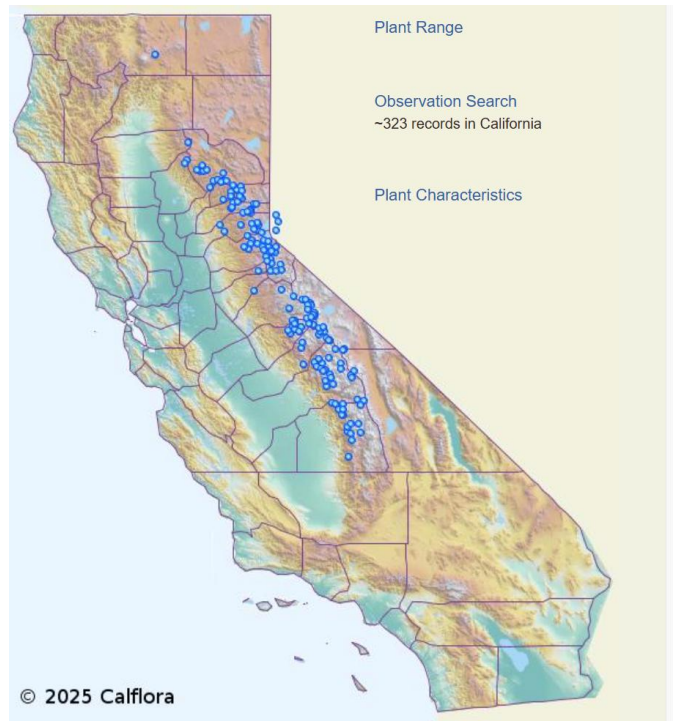 Plant Range
Observation Search
~323 records in California
Plant Characteristics
© 2025 Calflora